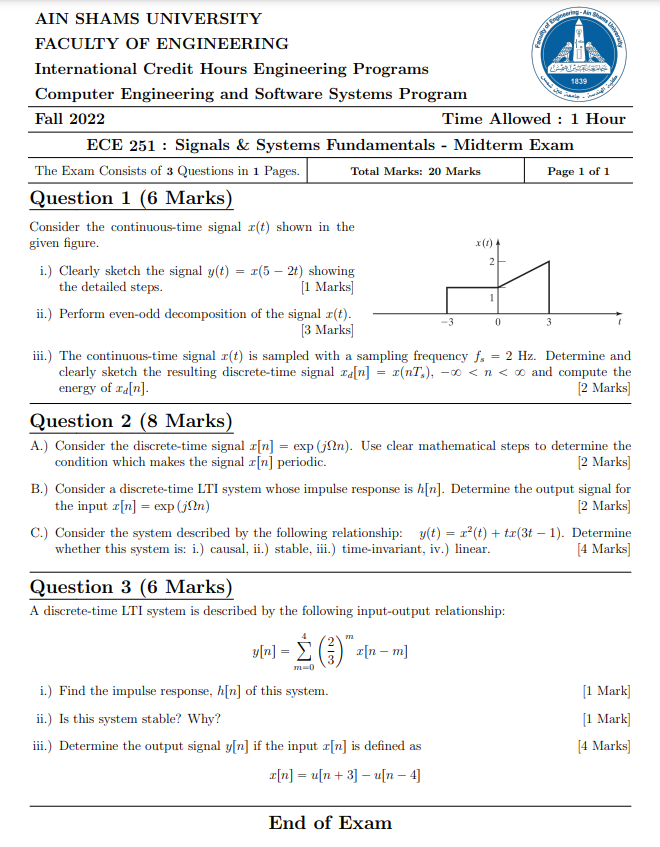 AIN SHAMS UNIVERSITY
FACULTY OF ENGINEERING
International Credit Hours Engineering Programs
Computer Engineering and Software Systems Program
Faculty of Engineering - Ain Shams University
1839
Fall 2022 Time Allowed : 1 Hour
ECE 251 : Signals & Systems Fundamentals - Midterm Exam
The Exam Consists of 3 Questions in 1 Pages. Total Marks: 20 Marks Page 1 of 1
Question 1 (6 Marks)
Consider the continuous-time signal x(t) shown in the
given figure.
i.) Clearly sketch the signal y(t) = x(5 − 2t) showing
the detailed steps. [1 Marks]
ii.) Perform even-odd decomposition of the signal x(t).
[3 Marks]
x(t)
2
1
−3 0 3 t
iii.) The continuous-time signal x(t) is sampled with a sampling frequency fₛ = 2 Hz. Determine and
clearly sketch the resulting discrete-time signal x_d[n] = x(nTₛ), −∞ < n < ∞ and compute the
energy of x_d[n]. [2 Marks]
Question 2 (8 Marks)
A.) Consider the discrete-time signal x[n] = exp (jΩn). Use clear mathematical steps to determine the
condition which makes the signal x[n] periodic. [2 Marks]
B.) Consider a discrete-time LTI system whose impulse response is h[n]. Determine the output signal for
the input x[n] = exp (jΩn) [2 Marks]
C.) Consider the system described by the following relationship: y(t) = x²(t) + tx(3t − 1). Determine
whether this system is: i.) causal, ii.) stable, iii.) time-invariant, iv.) linear. [4 Marks]
Question 3 (6 Marks)
A discrete-time LTI system is described by the following input-output relationship:
y[n] = ∑_{m=0}^{4} (2/3)^m x[n − m]
i.) Find the impulse response, h[n] of this system. [1 Mark]
ii.) Is this system stable? Why? [1 Mark]
iii.) Determine the output signal y[n] if the input x[n] is defined as [4 Marks]
x[n] = u[n + 3] − u[n − 4]
End of Exam